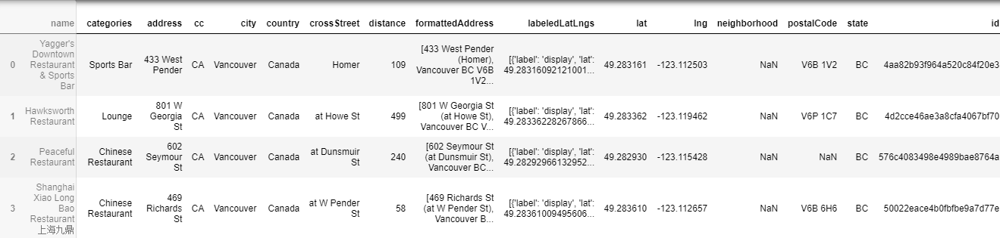 name categories address cc city country crossStreet distance formattedAddress labeledLatLngs lat lng neighborhood postalCode state id
0
Yagger's
Downtown
Restaurant
& Sports
Bar
Sports Bar
433 West
Pender
CA
Vancouver
Canada
Homer
109
[433 West Pender
(Homer),
Vancouver BC V6B
1V2...
[{'label': 'display', 'lat':
49.28316092121001...
49.283161
-123.112503
NaN
V6B 1V2
BC
4aa82b93f964a520c84f20e3
1
Hawksworth
Restaurant
Lounge
801 W
Georgia
St
CA
Vancouver
Canada
at Howe St
499
[801 W Georgia St
(at Howe St),
Vancouver BC V...
[{'label': 'display', 'lat':
49.28336228267866...
49.283362
-123.119462
NaN
V6P 1C7
BC
4d2cce46ae3a8cfa4067bf70
2
Peaceful
Restaurant
Chinese
Restaurant
602
Seymour
St
CA
Vancouver
Canada
at Dunsmuir
St
240
[602 Seymour St
(at Dunsmuir St),
Vancouver BC...
[{'label': 'display', 'lat':
49.28292966132952...
49.282930
-123.115428
NaN
NaN
BC
576c4083498e4989bae8764a
3
Shanghai
Xiao Long
Bao
Restaurant
上海九鼎
Chinese
Restaurant
469
Richards
St
CA
Vancouver
Canada
at W Pender
St
58
[469 Richards St
(at W Pender St),
Vancouver B...
[{'label': 'display', 'lat':
49.28361009495606...
49.283610
-123.112657
NaN
V6B 6H6
BC
50022eace4b0fbfbe9a7d77e